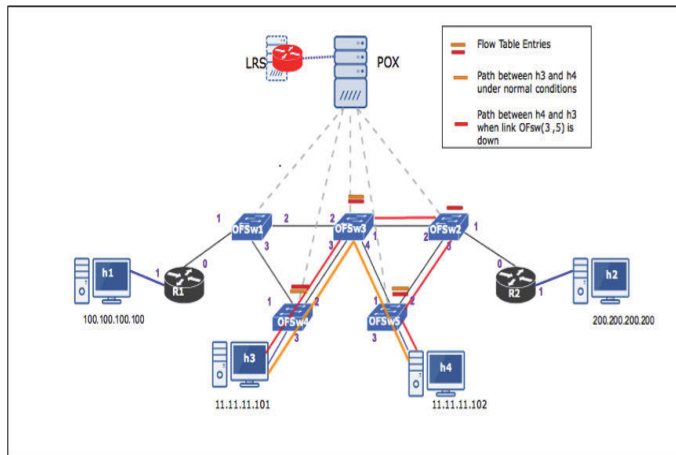 LRS
POX
Flow Table Entries
Path between h3 and h4
under normal conditions
Path between h4 and h3
when link OFsw(3 ,5) is
down
1
OFSw1
2
3
2
OFSw3
1
3
4
2
OFSw2
1
3
h1
1
0
R1
100.100.100.100
1
2
OFSw4
3
1
2
OFSw5
3
0
R2
1
h2
200.200.200.200
h3
11.11.11.101
h4
11.11.11.102